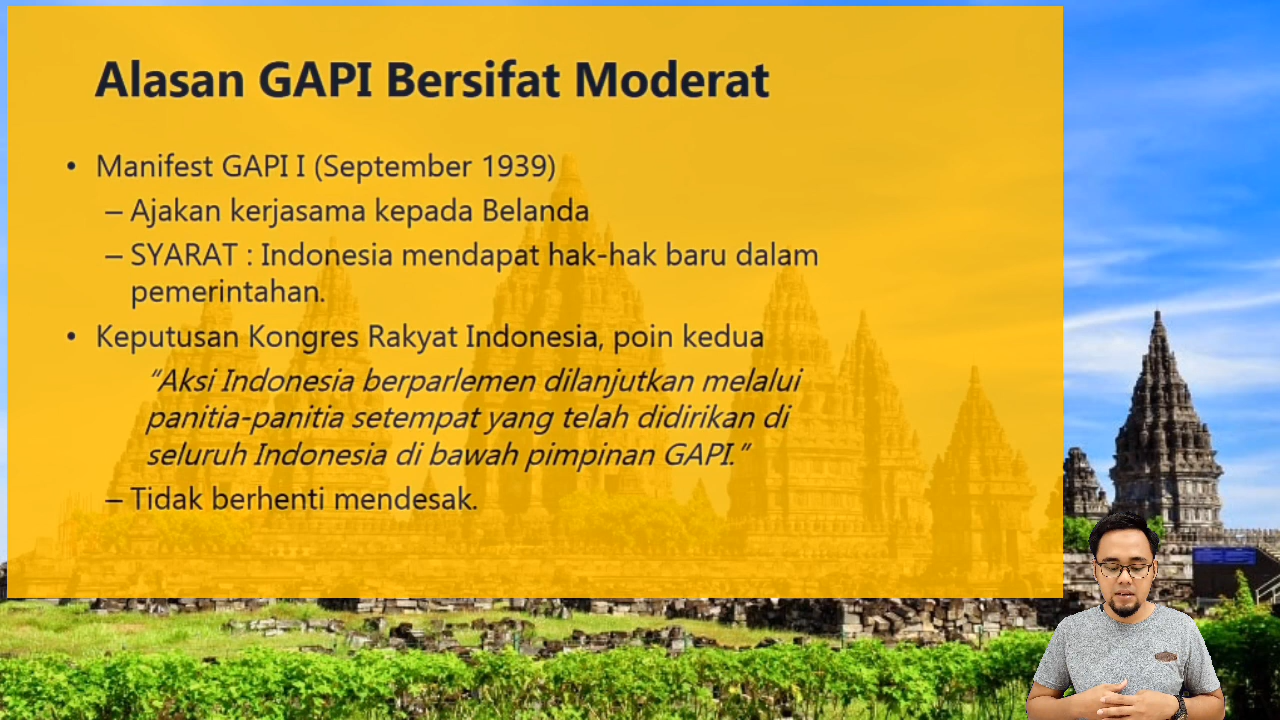 Alasan GAPI Bersifat Moderat
• Manifest GAPI I (September 1939)
– Ajakan kerjasama kepada Belanda
– SYARAT : Indonesia mendapat hak-hak baru dalam
pemerintahan.
• Keputusan Kongres Rakyat Indonesia, poin kedua
“Aksi Indonesia berparlemen dilanjutkan melalui
panitia-panitia setempat yang telah didirikan di
seluruh Indonesia di bawah pimpinan GAPI.”
– Tidak berhenti mendesak.